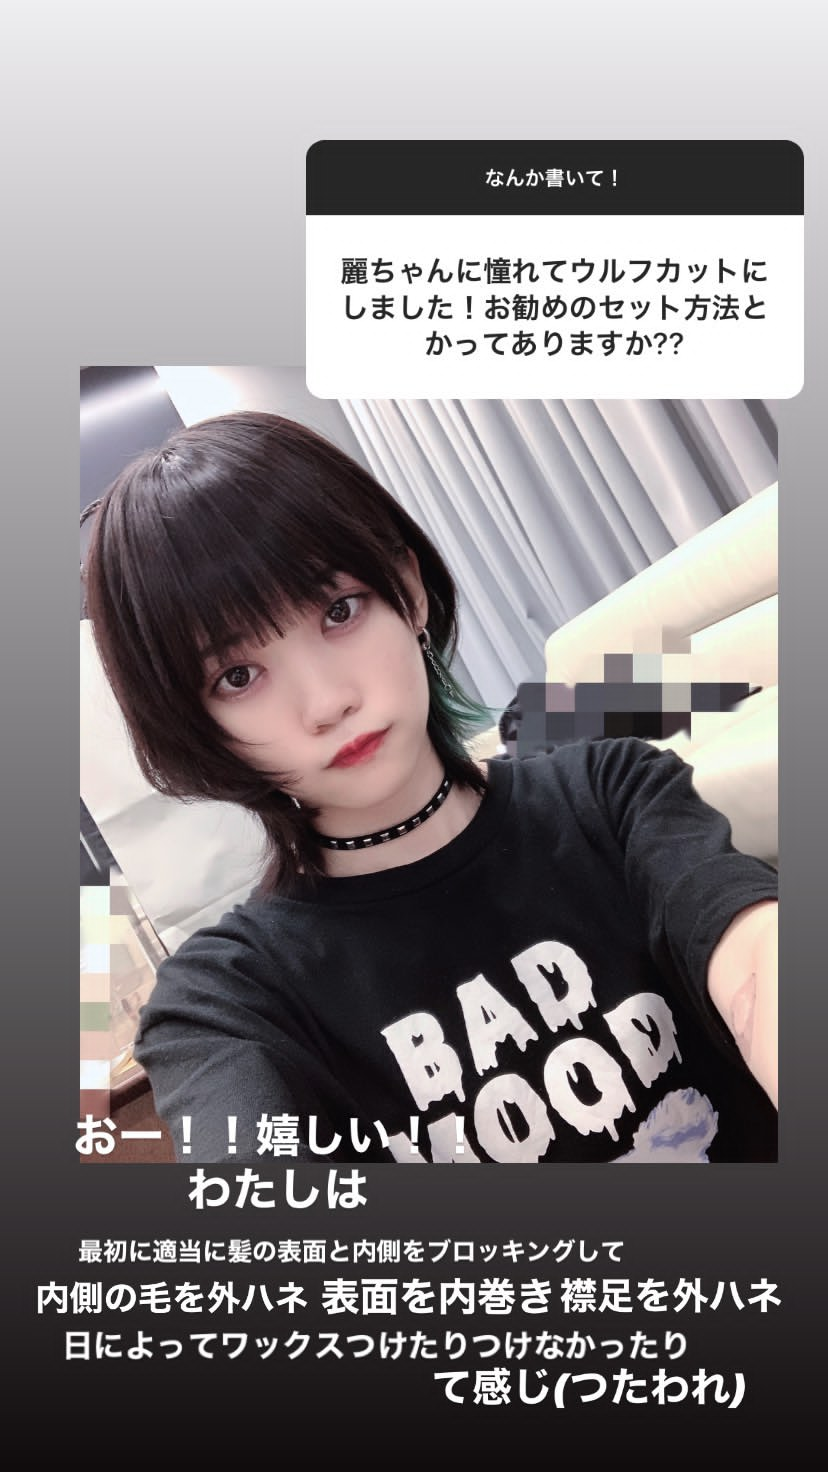 なんか書いて！
麗ちゃんに憧れてウルフカットに
しました！お勧めのセット方法と
かってありますか??
BAD
MOOD
おー！！嬉しい！！
わたしは
最初に適当に髪の表面と内側をブロッキングして
内側の毛を外ハネ 表面を内巻き 襟足を外ハネ
日によってワックスつけたりつけなかったり
て感じ(つたわれ)